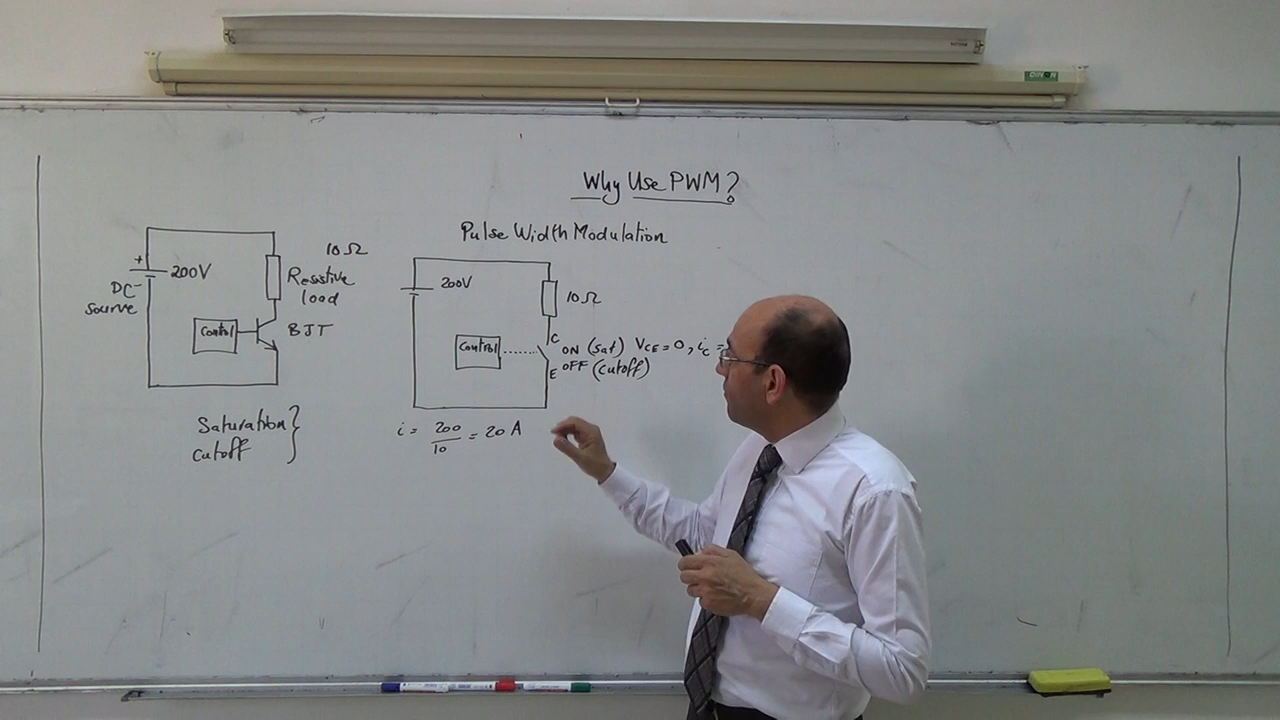 DINON
Why Use PWM?
Pulse Width Modulation
+
200V
DC
Source
-
10Ω
Resistive
load
Control
BJT
Saturation
cutoff
200V
10Ω
Control
C
E
ON (Sat) VCE = 0, ic =
OFF (cutoff)
i = 200/10 = 20 A